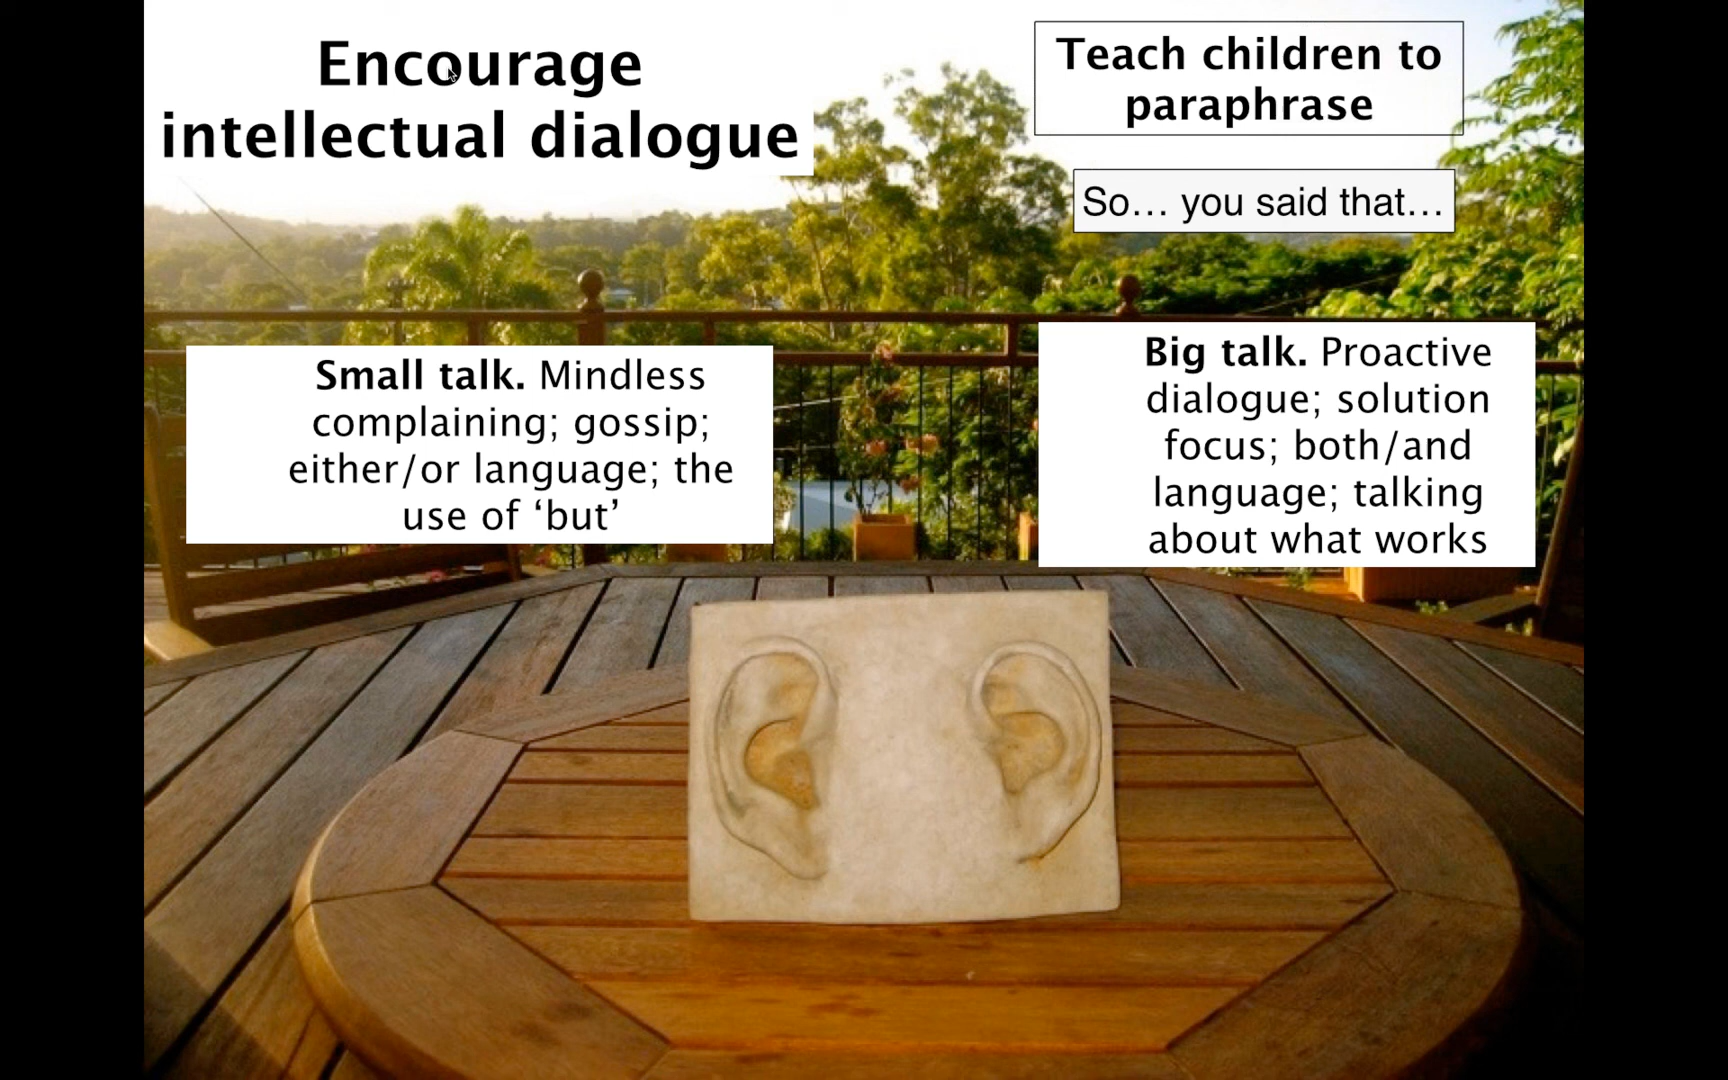 Encourage
intellectual dialogue
Teach children to
paraphrase
So… you said that…
Small talk. Mindless
complaining; gossip;
either/or language; the
use of ‘but’
Big talk. Proactive
dialogue; solution
focus; both/and
language; talking
about what works